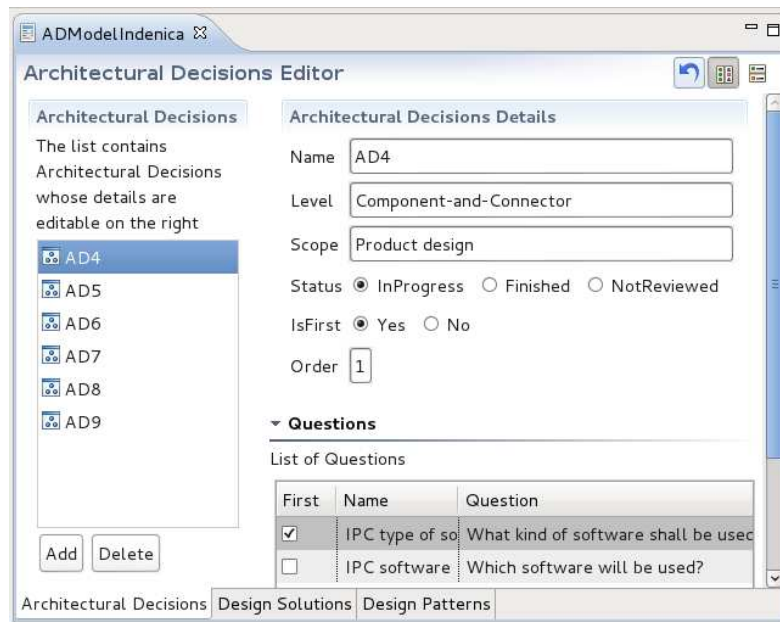 ADModelIndenica
Architectural Decisions Editor
Architectural Decisions
The list contains
Architectural Decisions
whose details are
editable on the right
AD4
AD5
AD6
AD7
AD8
AD9
Add Delete
Architectural Decisions Details
Name AD4
Level Component-and-Connector
Scope Product design
Status InProgress Finished NotReviewed
IsFirst Yes No
Order 1
Questions
List of Questions
First Name Question
IPC type of so What kind of software shall be used
IPC software Which software will be used?
Architectural Decisions Design Solutions Design Patterns